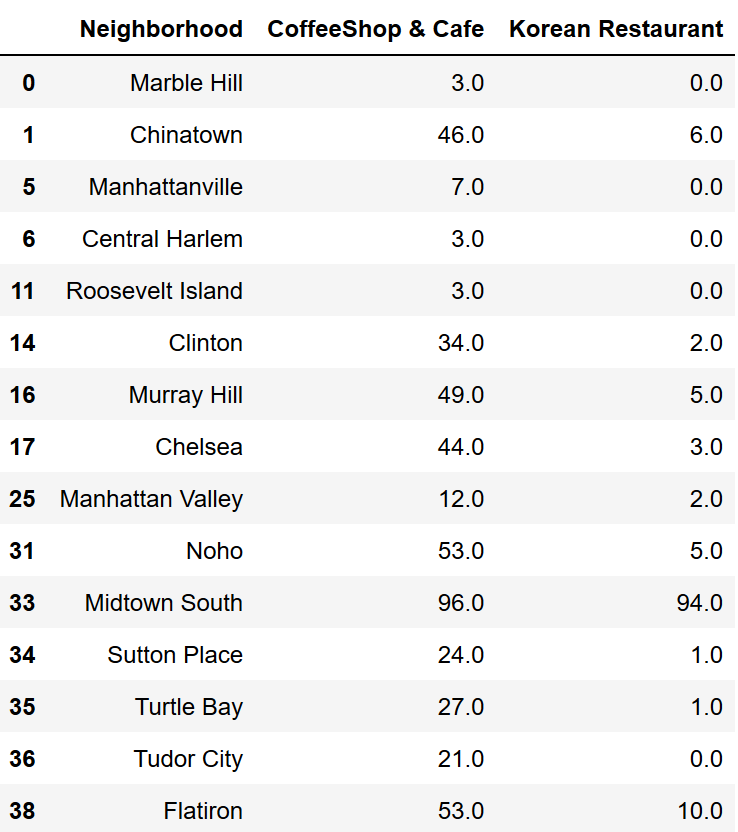 Neighborhood CoffeeShop & Cafe Korean Restaurant
0 Marble Hill 3.0 0.0
1 Chinatown 46.0 6.0
5 Manhattanville 7.0 0.0
6 Central Harlem 3.0 0.0
11 Roosevelt Island 3.0 0.0
14 Clinton 34.0 2.0
16 Murray Hill 49.0 5.0
17 Chelsea 44.0 3.0
25 Manhattan Valley 12.0 2.0
31 Noho 53.0 5.0
33 Midtown South 96.0 94.0
34 Sutton Place 24.0 1.0
35 Turtle Bay 27.0 1.0
36 Tudor City 21.0 0.0
38 Flatiron 53.0 10.0